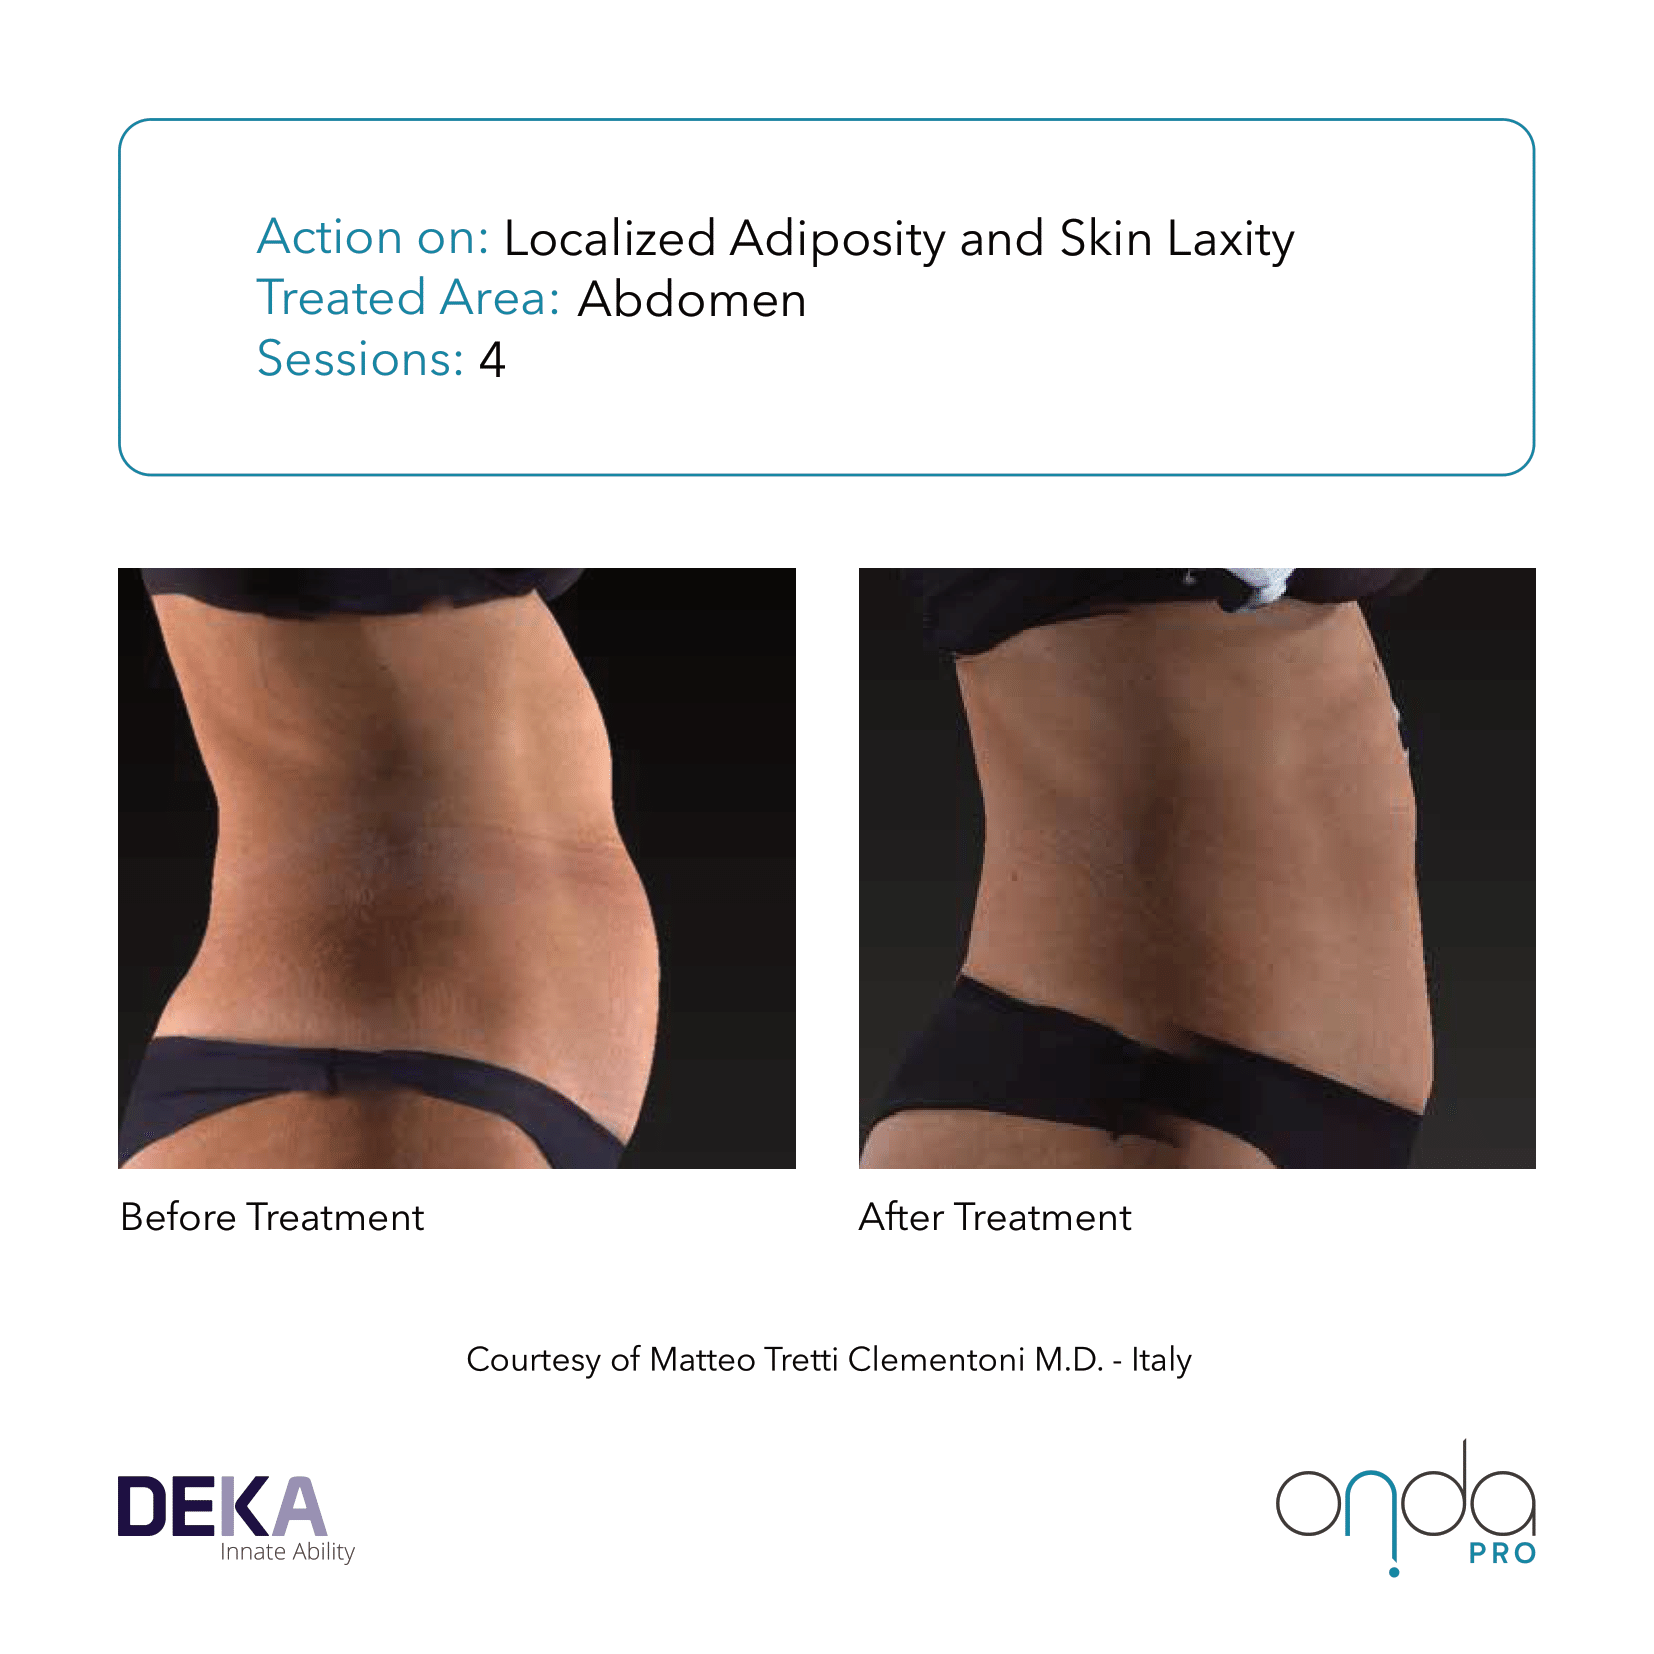 Action on: Localized Adiposity and Skin Laxity
Treated Area: Abdomen
Sessions: 4
Before Treatment
After Treatment
Courtesy of Matteo Tretti Clementoni M.D. - Italy
DEKA
Innate Ability
onda
PRO